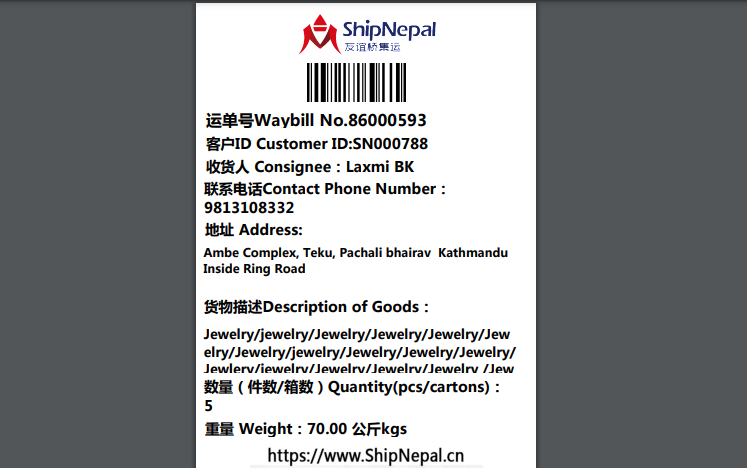 ShipNepal
友谊桥集运
运单号Waybill No.86000593
客户ID Customer ID:SN000788
收货人 Consignee：Laxmi BK
联系电话Contact Phone Number：
9813108332
地址 Address:
Ambe Complex, Teku, Pachali bhairav  Kathmandu
Inside Ring Road
货物描述Description of Goods：
Jewelry/jewelry/Jewelry/Jewelry/Jewelry/Jew
elry/Jewelry/jewelry/Jewelry/Jewelry/Jewelry/
Jewlery/jewelry/Jewelry/Jewelry/Jewelry /Jew
数量（件数/箱数）Quantity(pcs/cartons)：
5
重量 Weight：70.00 公斤kgs
https://www.ShipNepal.cn